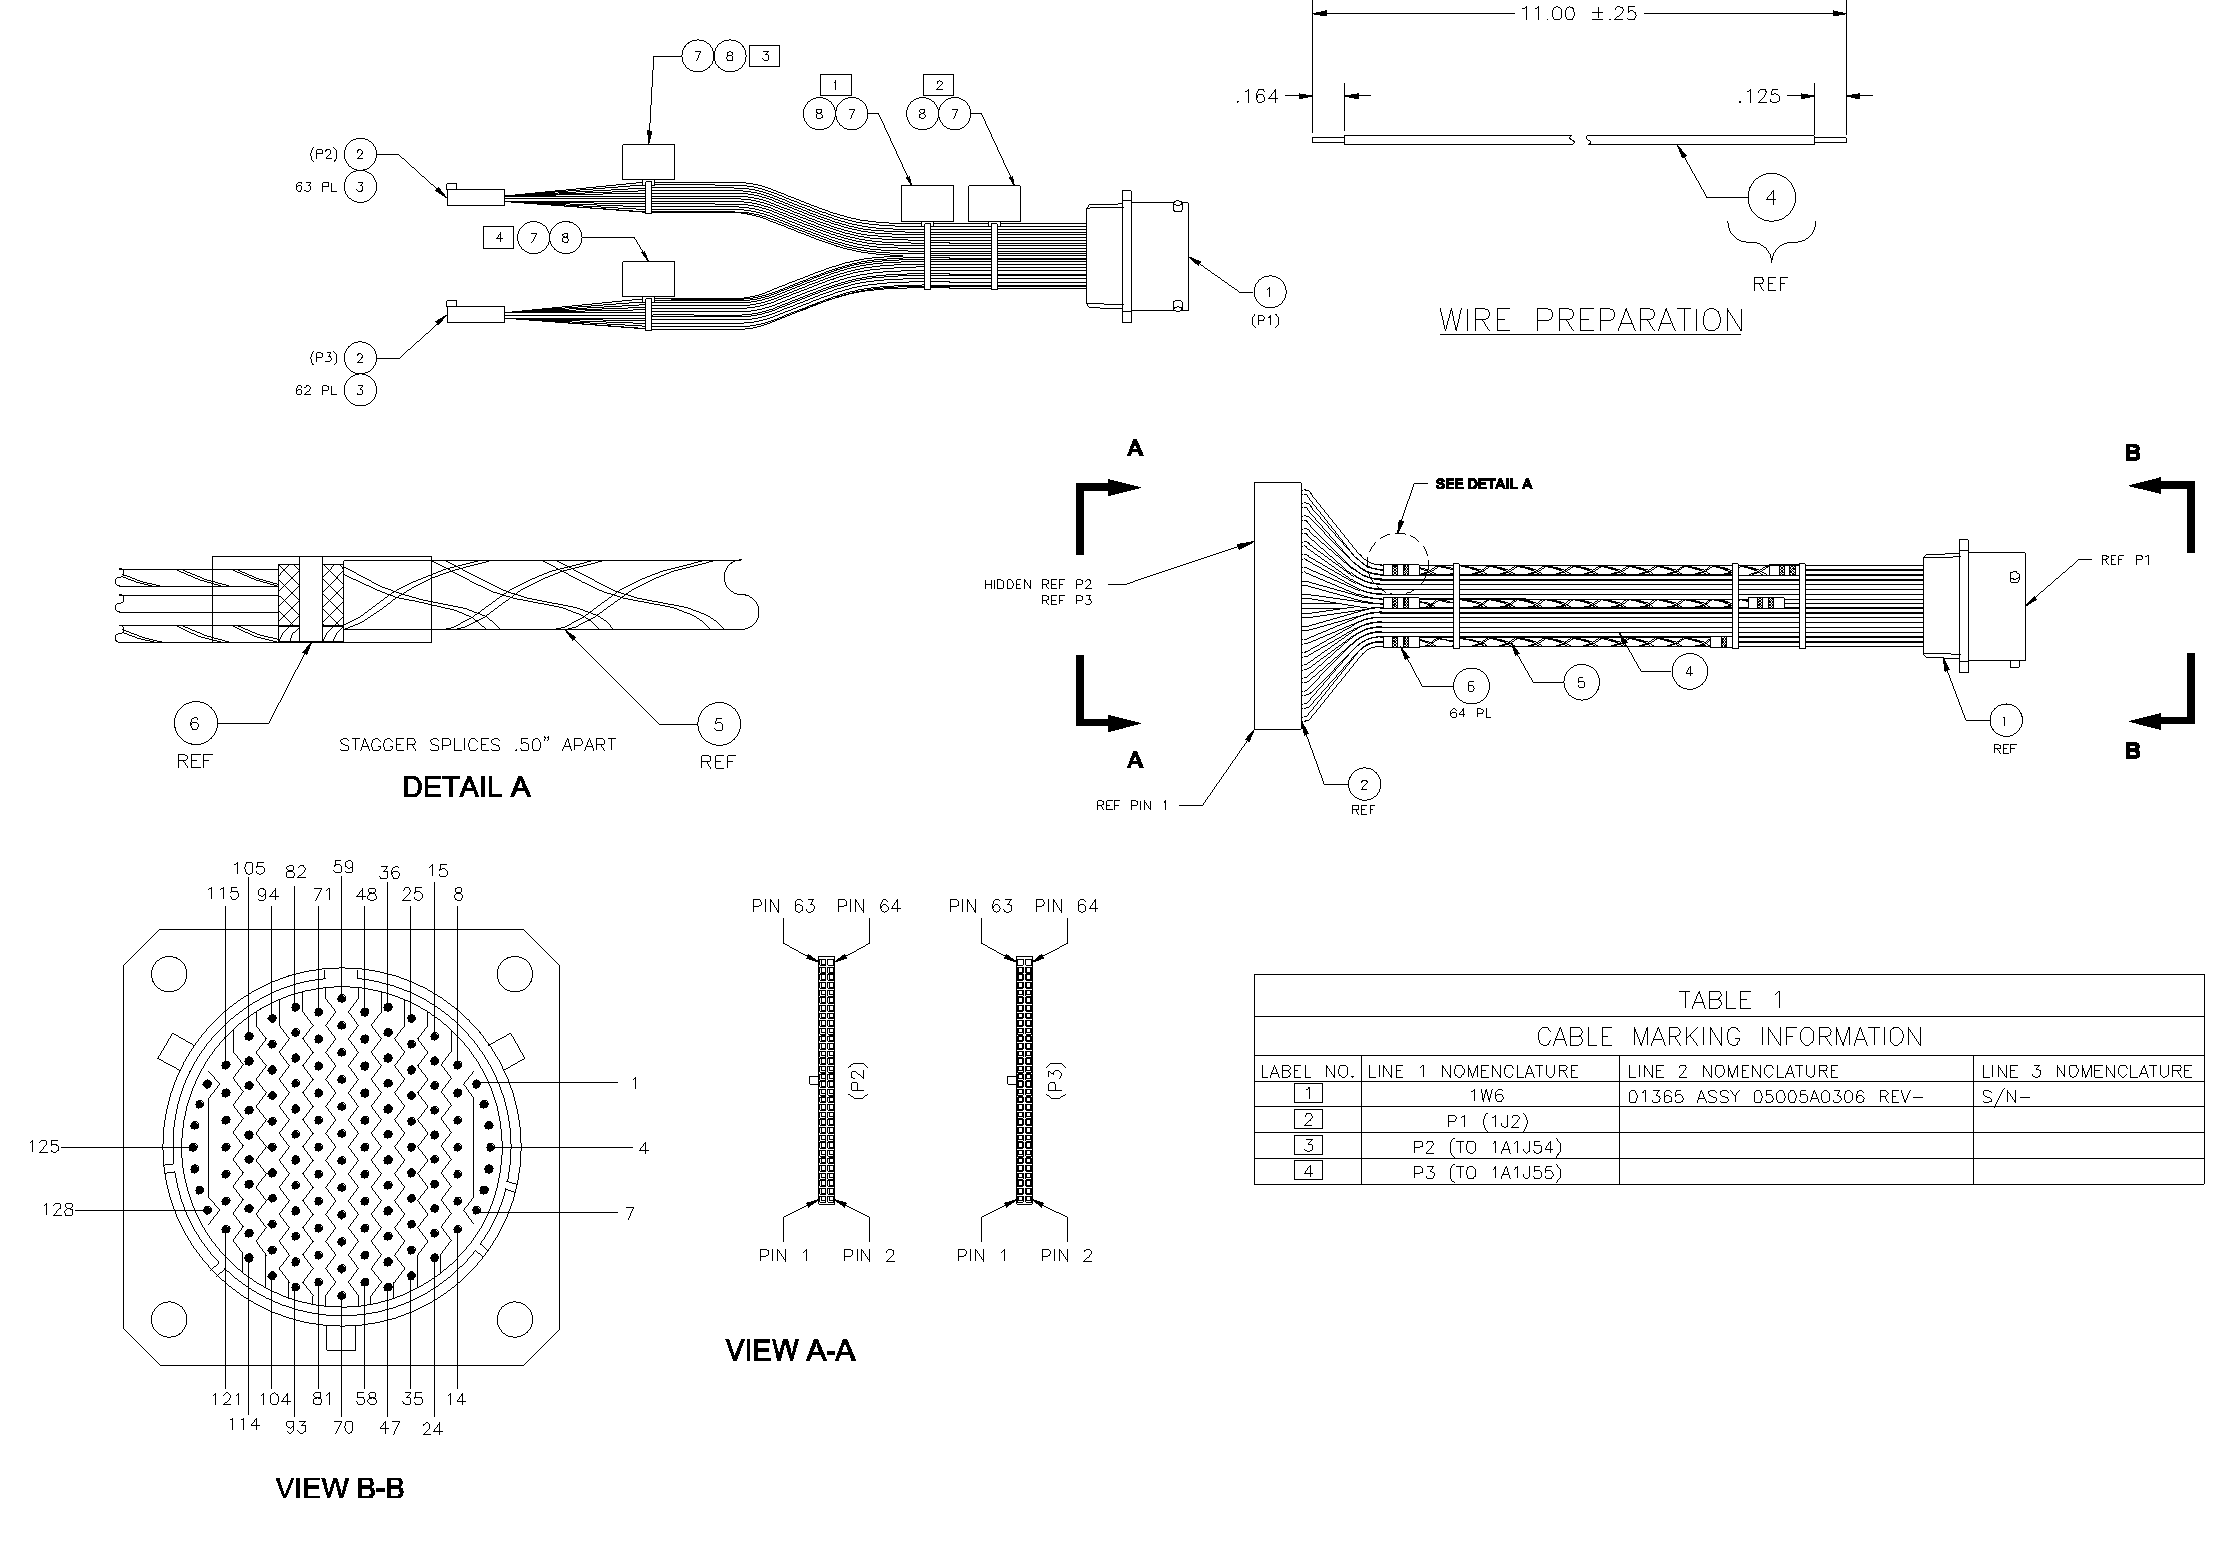 7 8 3
1
8 7
2
8 7
(P2) 2
63 PL 3
4 7 8
(P3) 2
62 PL 3
1
(P1)
11.00 ±.25
.164
.125
4
REF
WIRE PREPARATION
6
REF
5
REF
STAGGER SPLICES .50" APART
DETAIL A
A
A
B
B
SEE DETAIL A
HIDDEN REF P2
REF P3
REF P1
6
64 PL
5
4
1
REF
2
REF
REF PIN 1
105 82 59 36 15
115 94 71 48 25 8
1
125 4
128 7
121 104 81 58 35 14
114 93 70 47 24
VIEW B-B
PIN 63 PIN 64
(P2)
PIN 1 PIN 2
PIN 63 PIN 64
(P3)
PIN 1 PIN 2
VIEW A-A
TABLE 1
CABLE MARKING INFORMATION
LABEL NO. LINE 1 NOMENCLATURE LINE 2 NOMENCLATURE LINE 3 NOMENCLATURE
1 1W6 01365 ASSY 05005A0306 REV- S/N-
2 P1 (1J2)
3 P2 (TO 1A1J54)
4 P3 (TO 1A1J55)